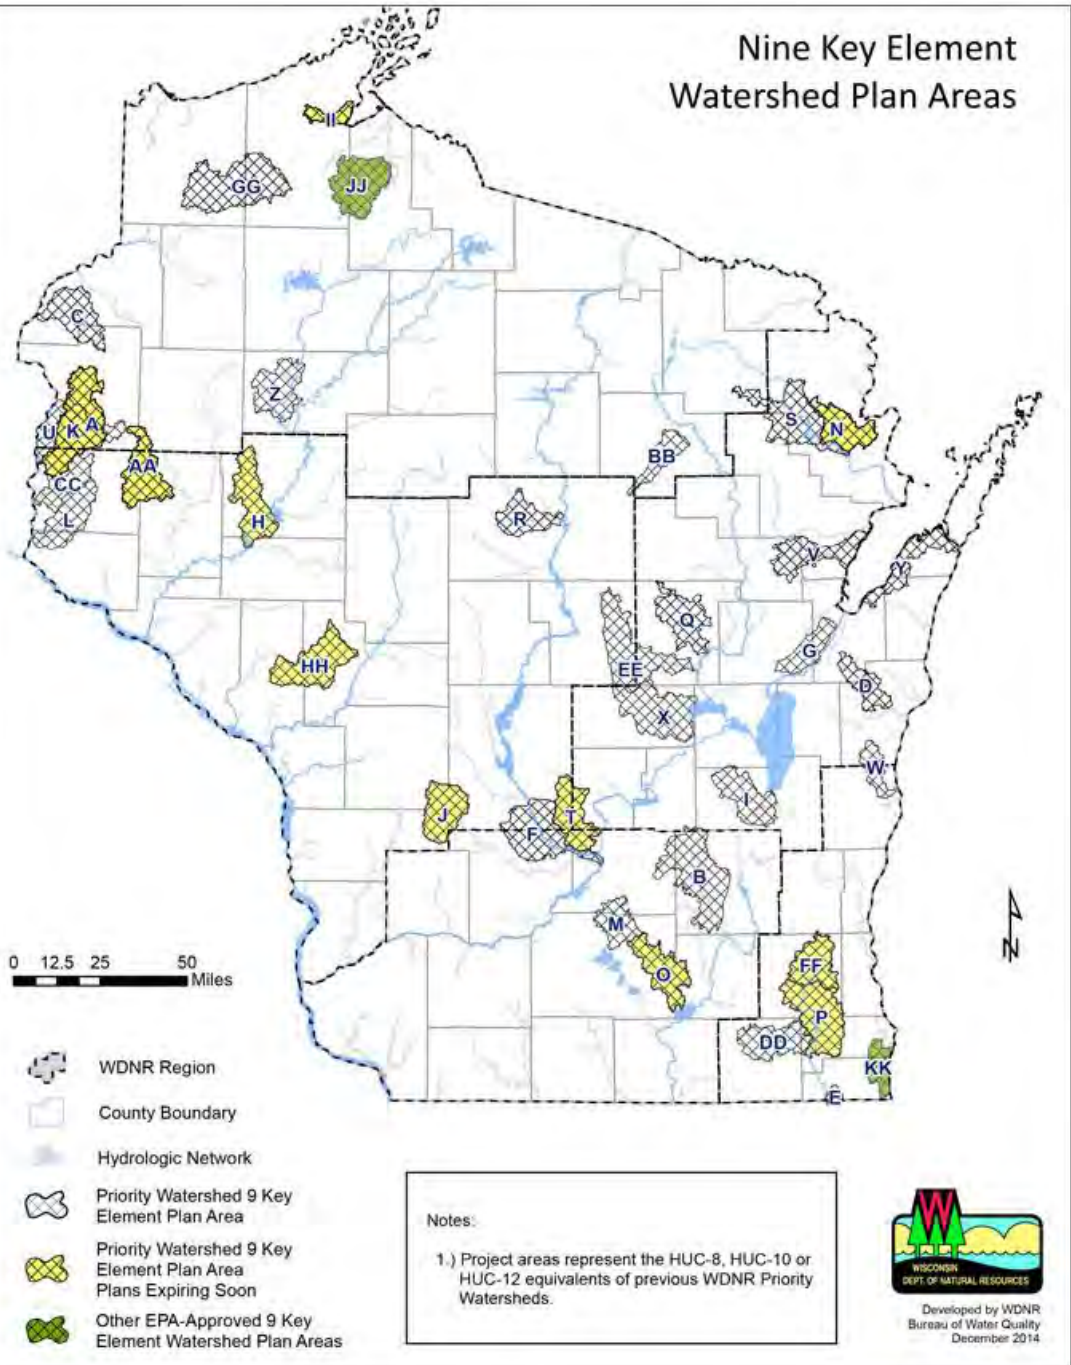 Nine Key Element
Watershed Plan Areas
II
GG
JJ
C
Z
U
K
A
S
N
AA
BB
CC
H
L
R
V
Y
Q
G
HH
EE
D
X
W
I
J
T
F
B
M
O
FF
P
DD
KK
E
N
0 12.5 25 50
Miles
WDNR Region
County Boundary
Hydrologic Network
Priority Watershed 9 Key
Element Plan Area
Priority Watershed 9 Key
Element Plan Area
Plans Expiring Soon
Other EPA-Approved 9 Key
Element Watershed Plan Areas
Notes:
1.) Project areas represent the HUC-8, HUC-10 or
HUC-12 equivalents of previous WDNR Priority
Watersheds.
W
WISCONSIN
DEPT. OF NATURAL RESOURCES
Developed by WDNR
Bureau of Water Quality
December 2014